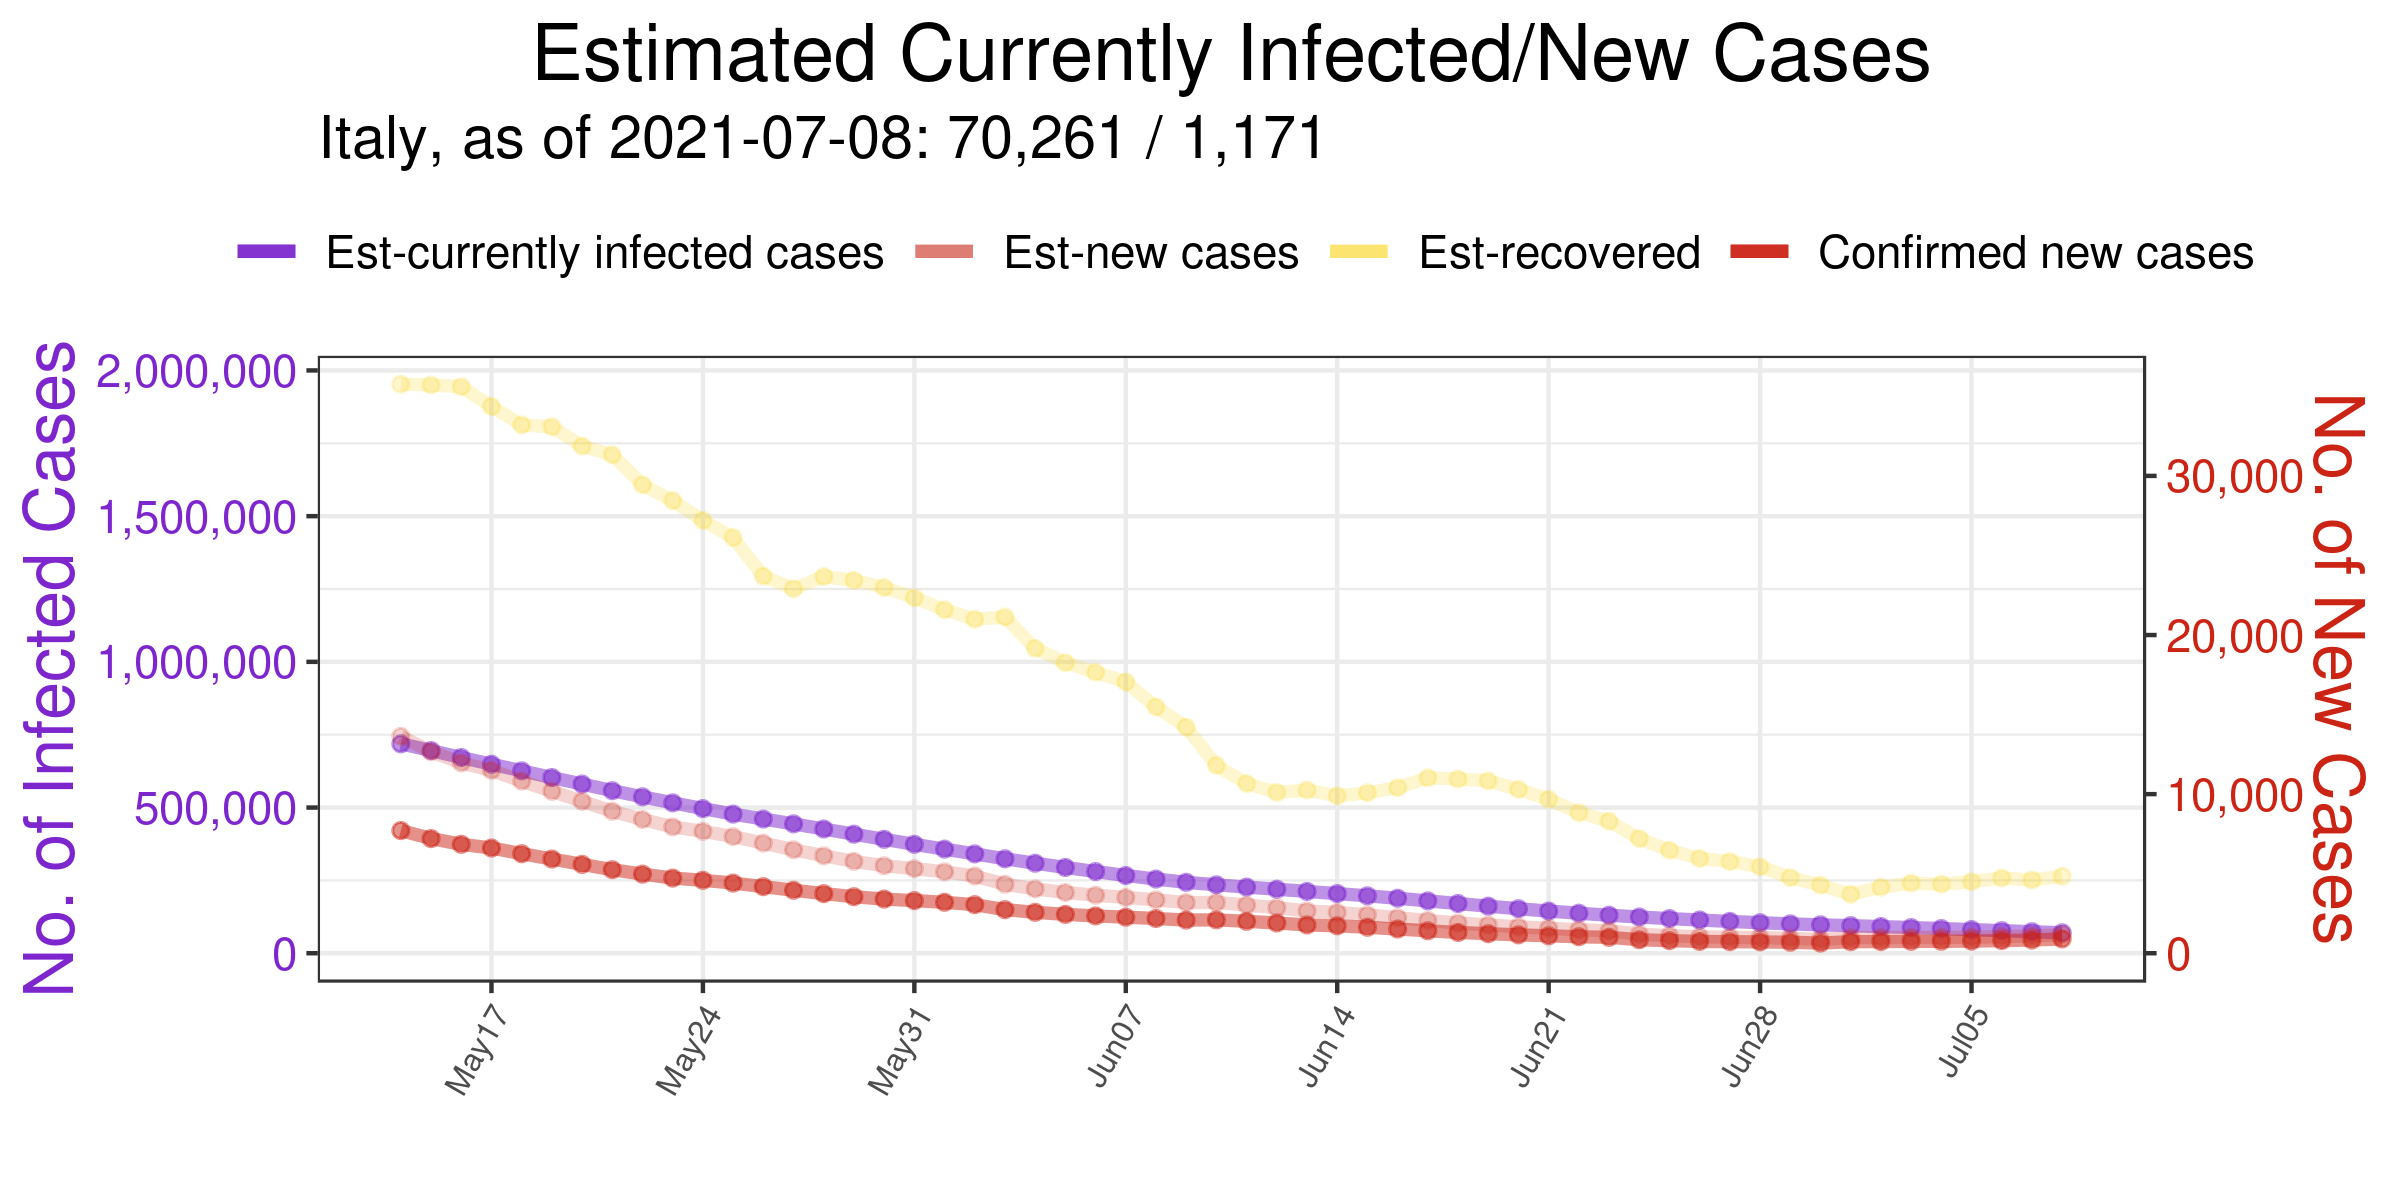 Estimated Currently Infected/New Cases
Italy, as of 2021-07-08: 70,261 / 1,171
Est-currently infected cases Est-new cases Est-recovered Confirmed new cases
No. of Infected Cases
2,000,000
1,500,000
1,000,000
500,000
0
30,000
20,000
10,000
0
No. of New Cases
May17 May24 May31 Jun07 Jun14 Jun21 Jun28 Jul05